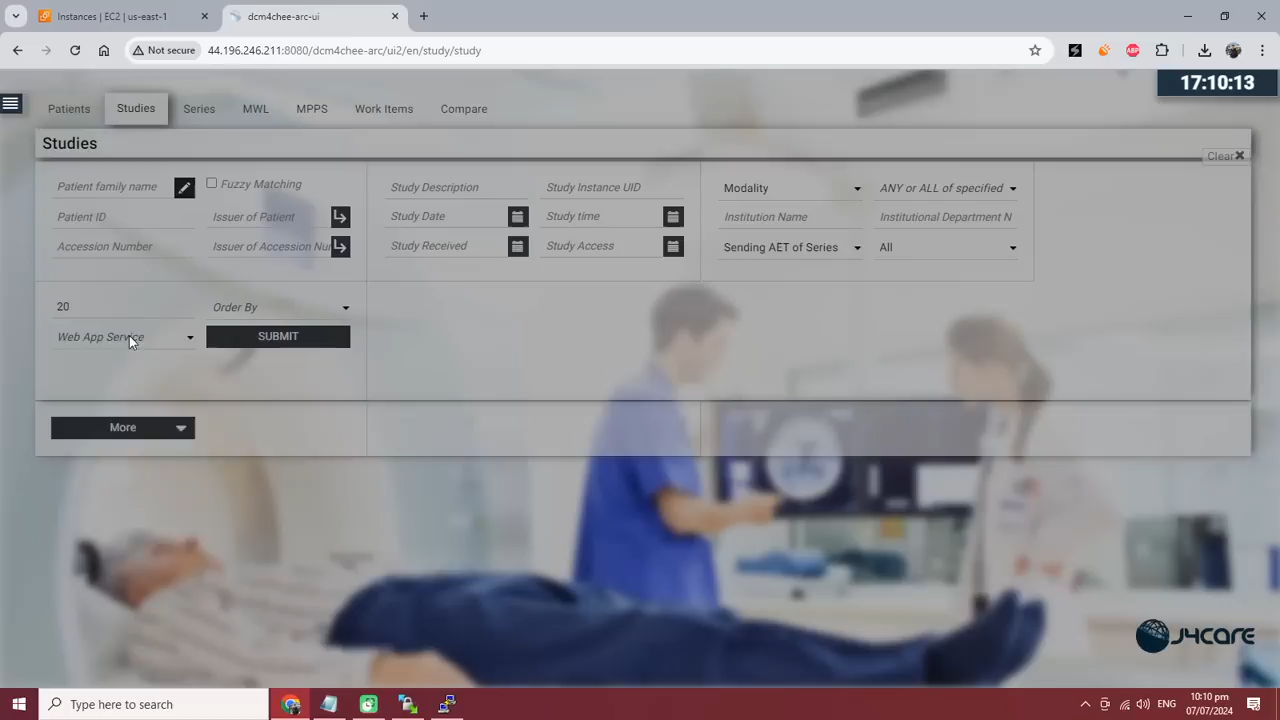 Instances | EC2 | us-east-1
dcm4chee-arc-ui
Not secure
44.196.246.211:8080/dcm4chee-arc/ui2/en/study/study
ABP
17:10:13
Patients
Studies
Series
MWL
MPPS
Work Items
Compare
Studies
Clear
Patient family name
Fuzzy Matching
Study Description
Study Instance UID
Modality
ANY or ALL of specified
Patient ID
Issuer of Patient
Study Date
Study time
Institution Name
Institutional Department N
Accession Number
Issuer of Accession Nur
Study Received
Study Access
Sending AET of Series
All
20
Order By
Web App Service
SUBMIT
More
J4CARE
Type here to search
ENG
10:10 pm
07/07/2024